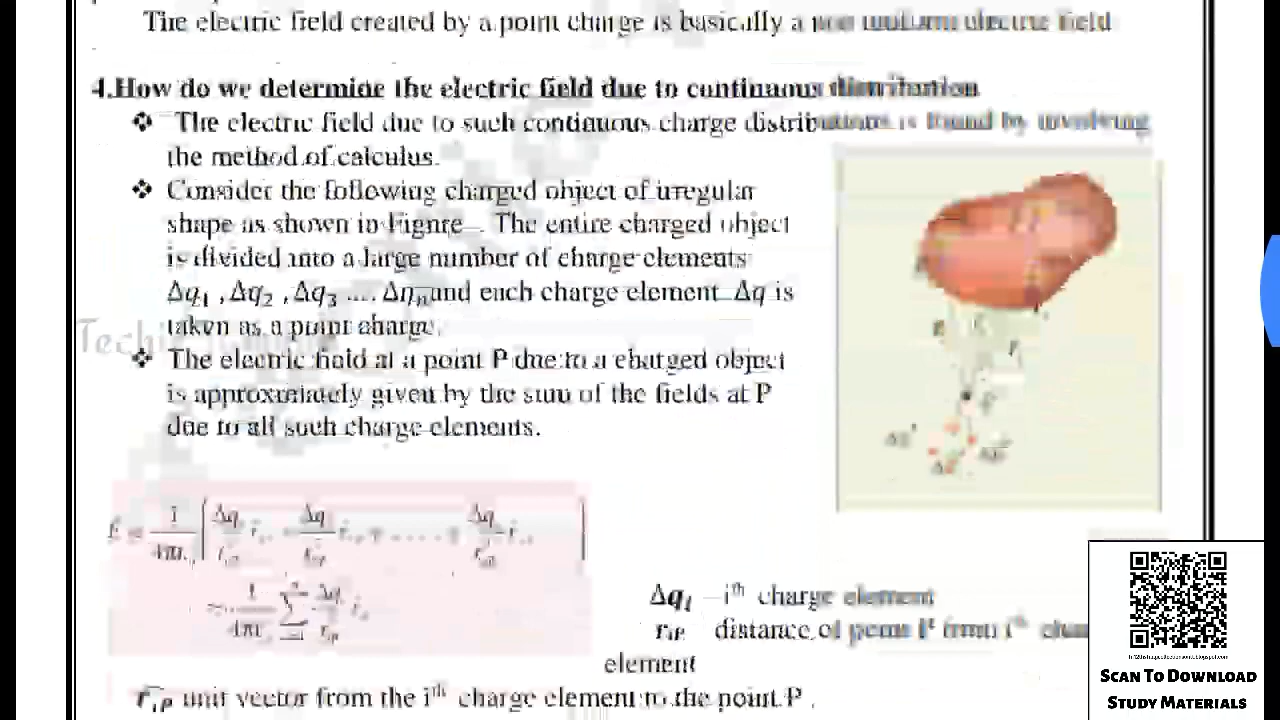 The electric field created by a point charge is basically a non uniform electric field
4.How do we determine the electric field due to continuous distribution
❖ The electric field due to such continuous charge distributions is found by involving
the method of calculus.
❖ Consider the following charged object of irregular
shape as shown in Figure . The entire charged object
is divided into a large number of charge elements
Δq₁ ,Δq₂ ,Δq₃ .... Δqₙ and each charge element Δq is
taken as a point charge.
❖ The electric field at a point P due to a charged object
is approximately given by the sum of the fields at P
due to all such charge elements.
Δqᵢ – iᵗʰ charge element
rᵢₚ distance of point P from iᵗʰ
element
unit vector from the iᵗʰ charge element to the point P .
SCAN TO DOWNLOAD
STUDY MATERIALS